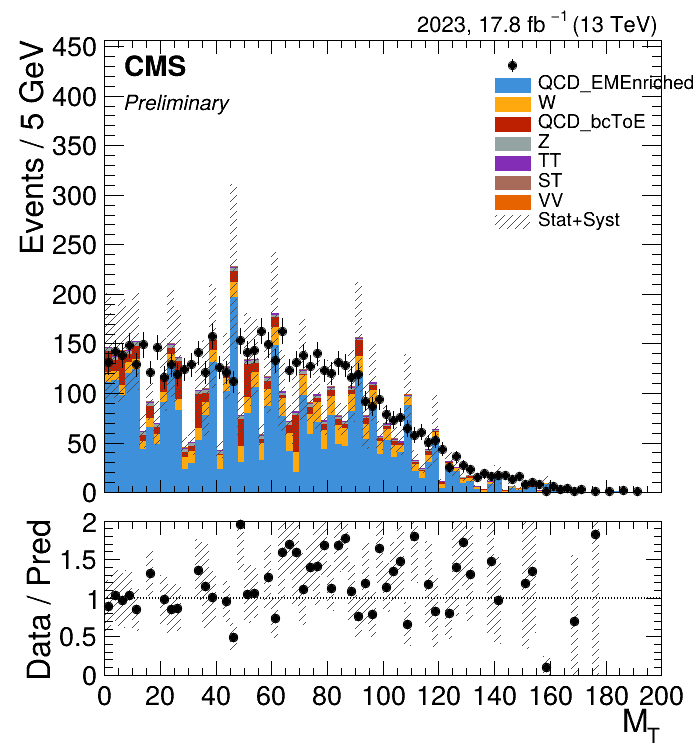 2023, 17.8 fb⁻¹ (13 TeV)
CMS
Preliminary
QCD_EMEnriched
W
QCD_bcToE
Z
TT
ST
VV
Stat+Syst
Events / 5 GeV
450
400
350
300
250
200
150
100
50
0
Data / Pred
2
1.5
1
0.5
0
0 20 40 60 80 100 120 140 160 180 200
M_T